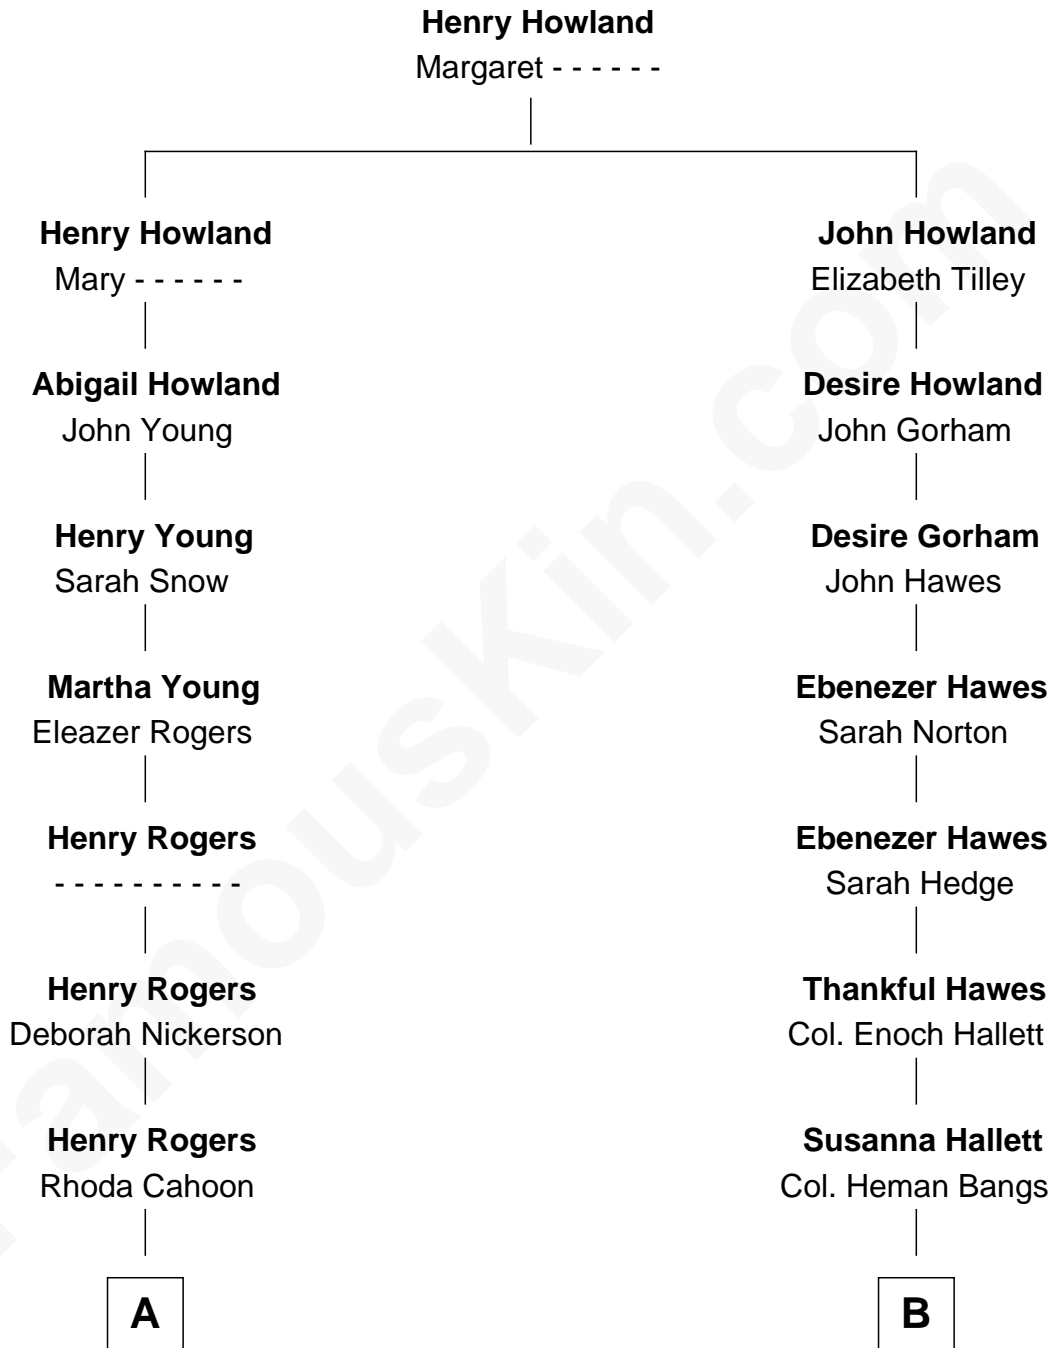 Henry Howland
Margaret - - - - - -
Henry Howland
Mary - - - - - -
Abigail Howland
John Young
Henry Young
Sarah Snow
Martha Young
Eleazer Rogers
Henry Rogers
- - - - - - - - - -
Henry Rogers
Deborah Nickerson
Henry Rogers
Rhoda Cahoon
A
John Howland
Elizabeth Tilley
Desire Howland
John Gorham
Desire Gorham
John Hawes
Ebenezer Hawes
Sarah Norton
Ebenezer Hawes
Sarah Hedge
Thankful Hawes
Col. Enoch Hallett
Susanna Hallett
Col. Heman Bangs
B
FamousKin.com